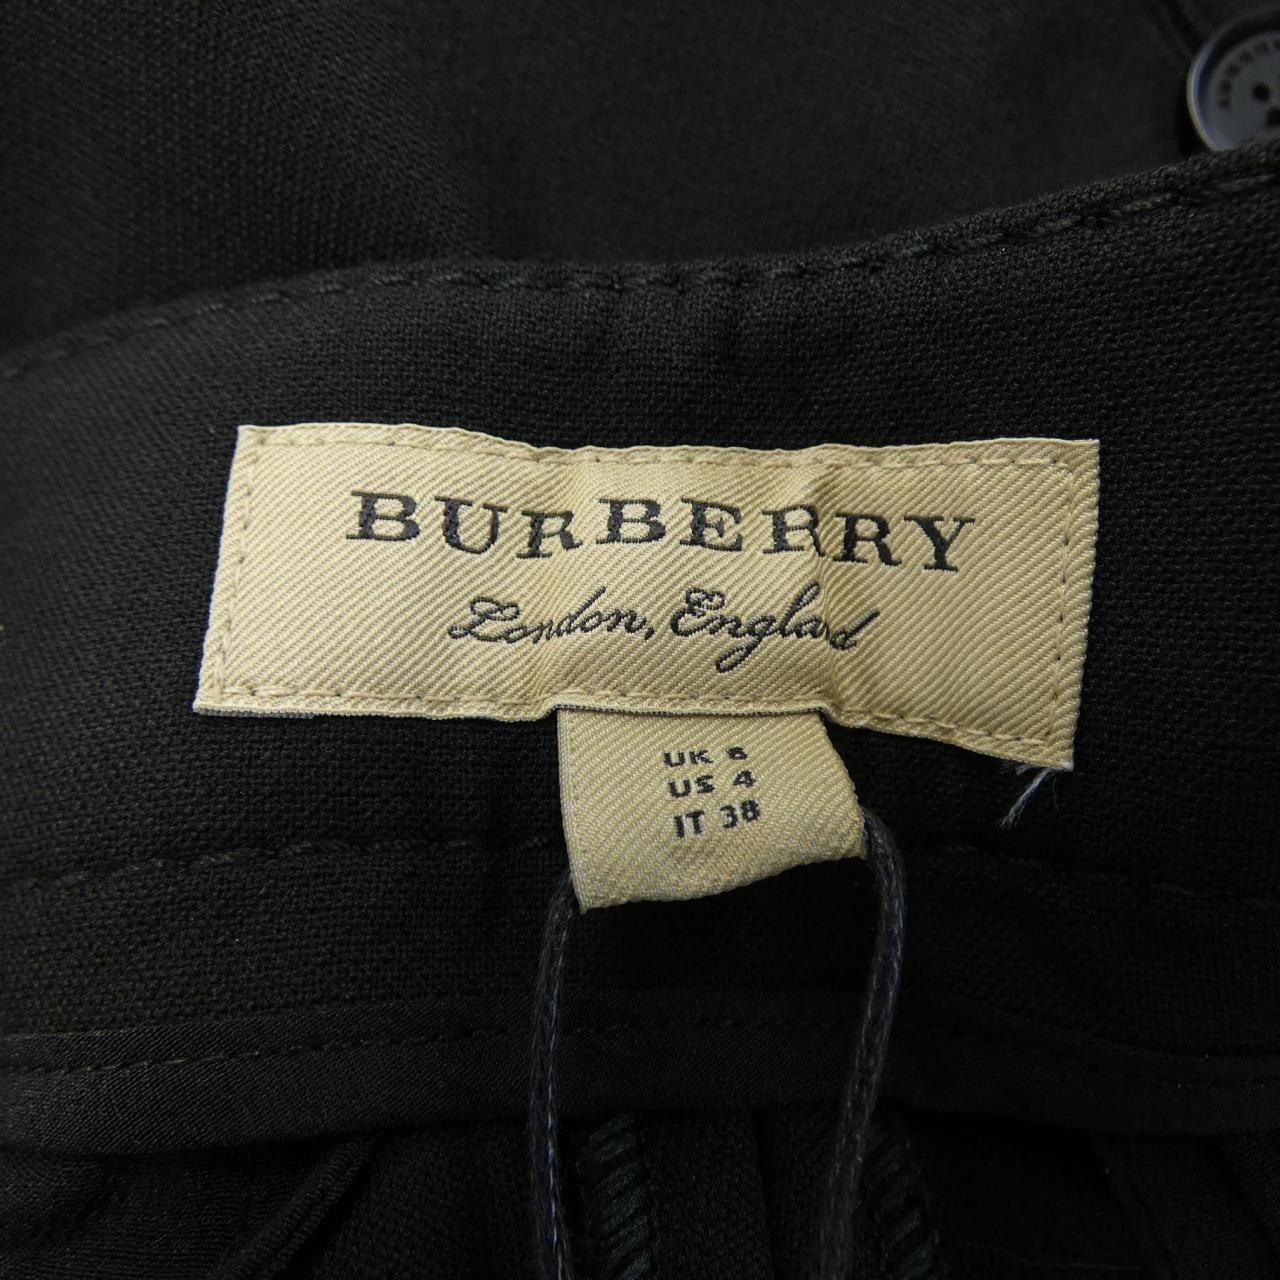 BURBERRY
London, England
UK 6
US 4
IT 38